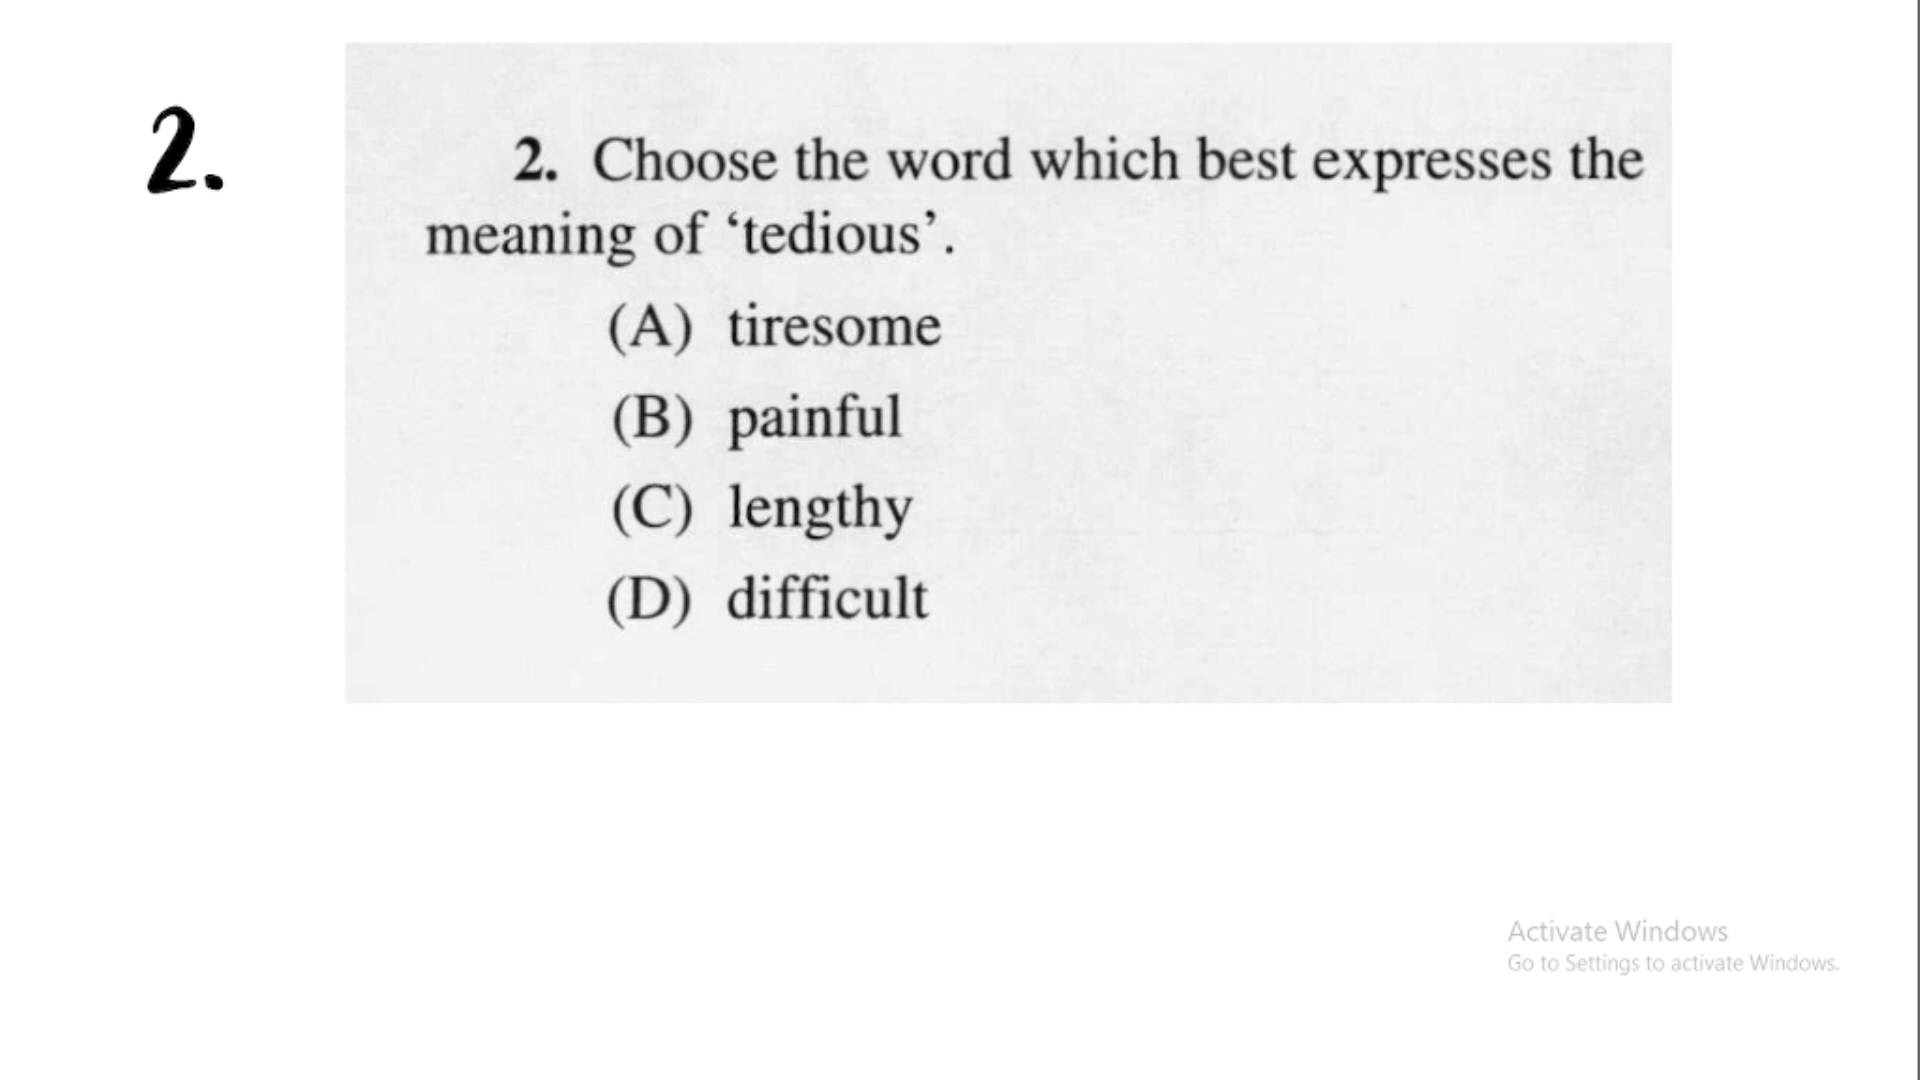 2.
2. Choose the word which best expresses the
meaning of ‘tedious’.
(A) tiresome
(B) painful
(C) lengthy
(D) difficult
Activate Windows
Go to Settings to activate Windows.